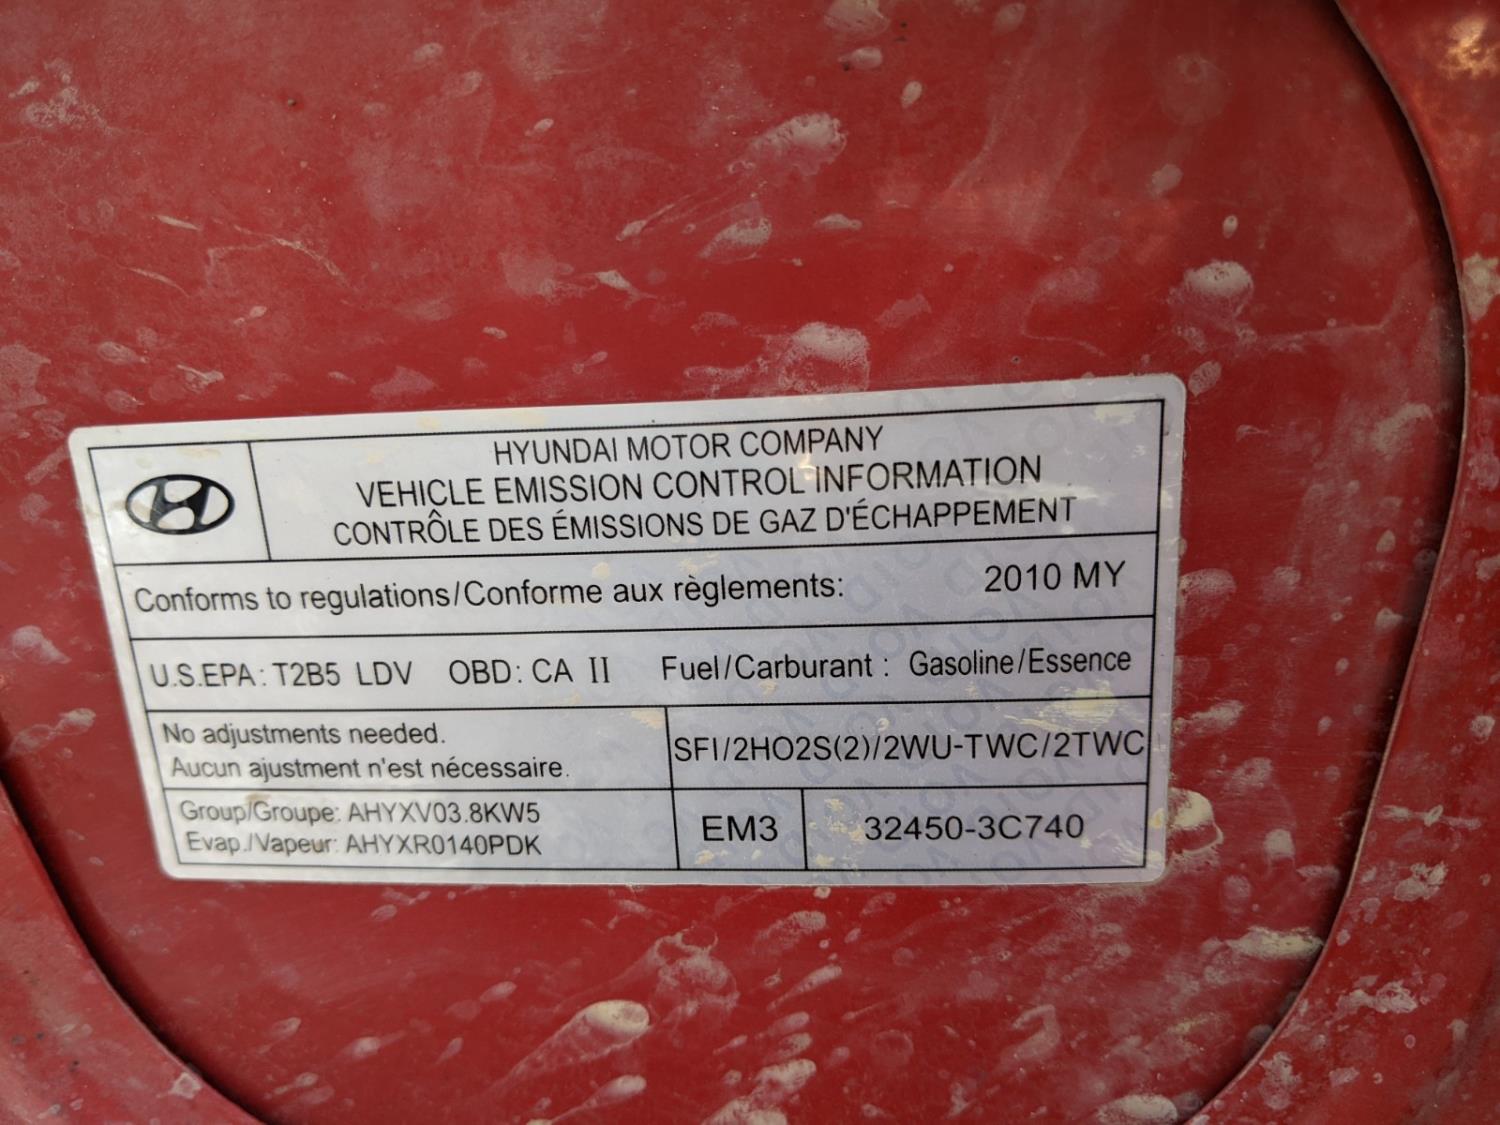 HYUNDAI MOTOR COMPANY
VEHICLE EMISSION CONTROL INFORMATION
CONTRÔLE DES ÉMISSIONS DE GAZ D'ÉCHAPPEMENT
Conforms to regulations/Conforme aux règlements: 2010 MY
U.S.EPA: T2B5 LDV OBD: CA II Fuel/Carburant : Gasoline/Essence
No adjustments needed.
Aucun ajustment n'est nécessaire.
SFI/2HO2S(2)/2WU-TWC/2TWC
Group/Groupe: AHYXV03.8KW5
Evap./Vapeur: AHYXR0140PDK
EM3
32450-3C740